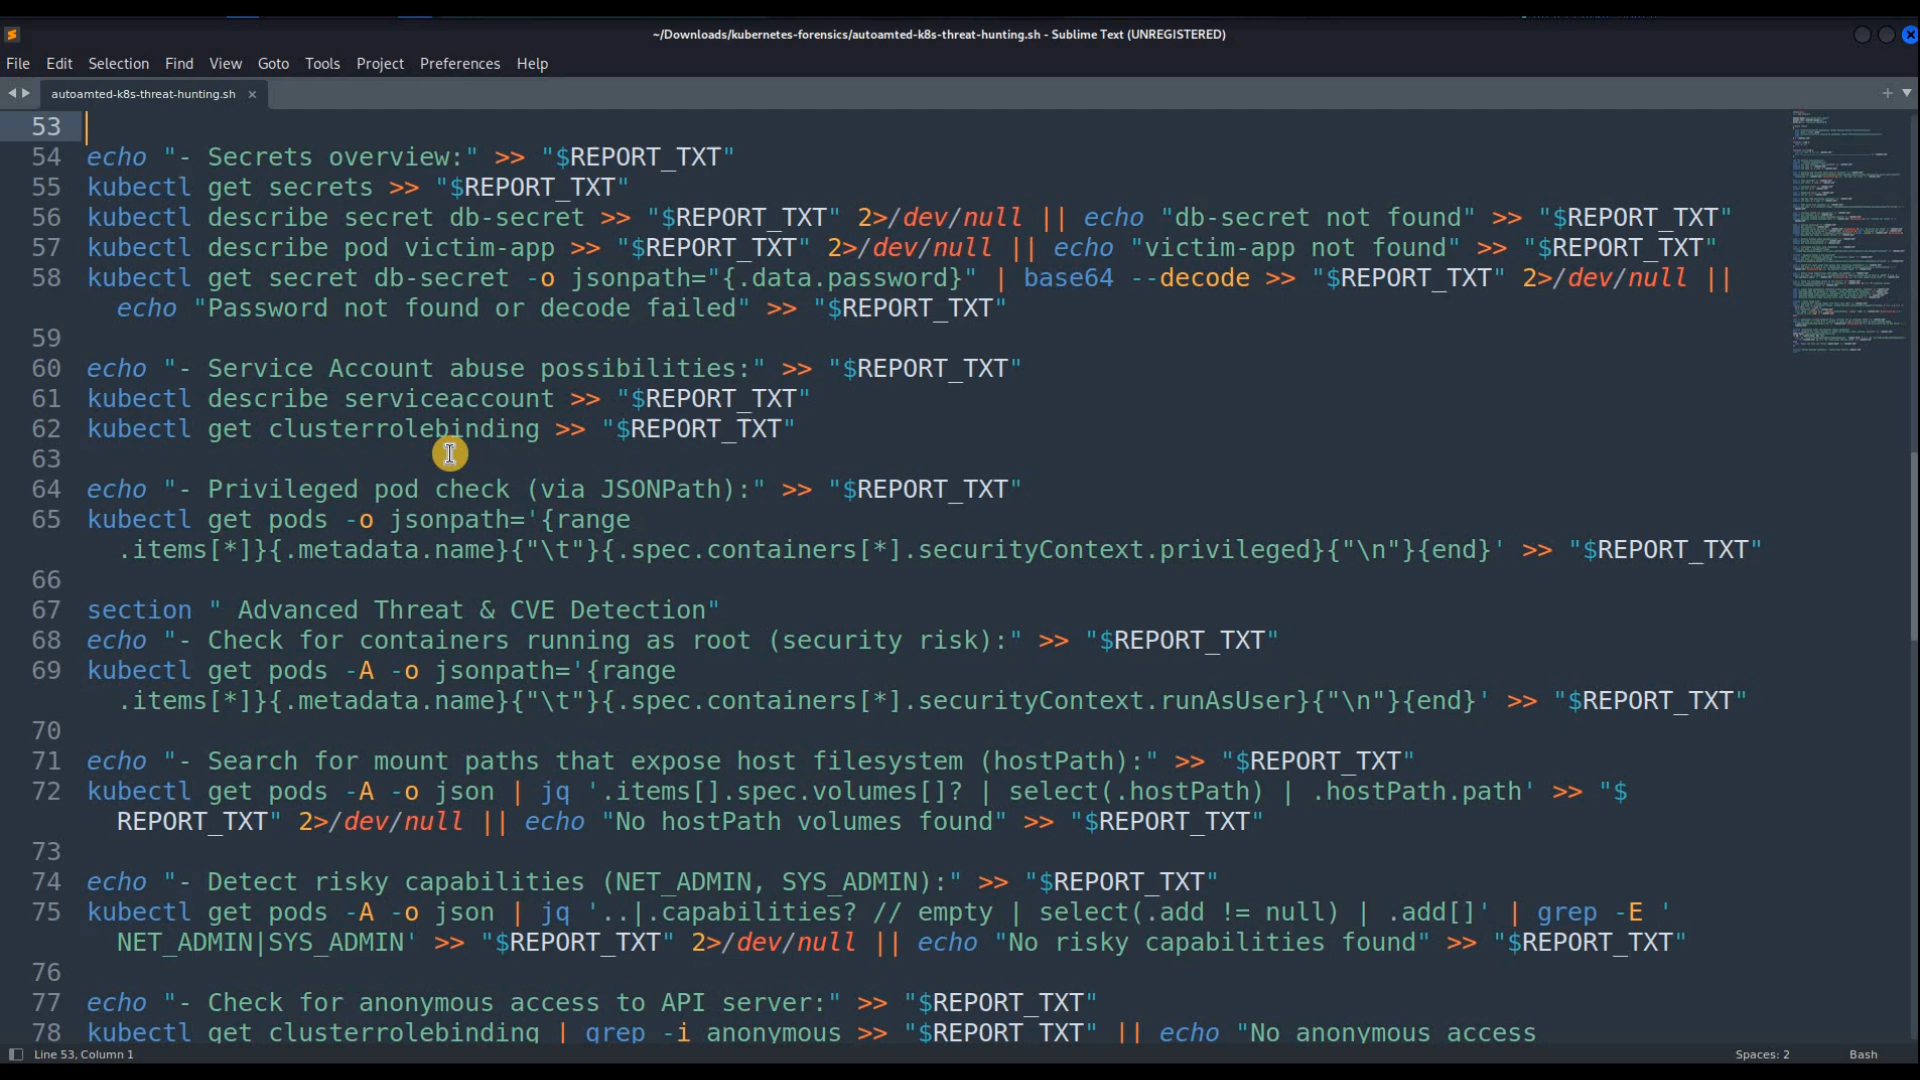 ~/Downloads/kubernetes-forensics/autoamted-k8s-threat-hunting.sh - Sublime Text (UNREGISTERED)
File Edit Selection Find View Goto Tools Project Preferences Help
autoamted-k8s-threat-hunting.sh
53
54 echo "- Secrets overview:" >> "$REPORT_TXT"
55 kubectl get secrets >> "$REPORT_TXT"
56 kubectl describe secret db-secret >> "$REPORT_TXT" 2>/dev/null || echo "db-secret not found" >> "$REPORT_TXT"
57 kubectl describe pod victim-app >> "$REPORT_TXT" 2>/dev/null || echo "victim-app not found" >> "$REPORT_TXT"
58 kubectl get secret db-secret -o jsonpath="{.data.password}" | base64 --decode >> "$REPORT_TXT" 2>/dev/null ||
echo "Password not found or decode failed" >> "$REPORT_TXT"
59
60 echo "- Service Account abuse possibilities:" >> "$REPORT_TXT"
61 kubectl describe serviceaccount >> "$REPORT_TXT"
62 kubectl get clusterrolebinding >> "$REPORT_TXT"
63
64 echo "- Privileged pod check (via JSONPath):" >> "$REPORT_TXT"
65 kubectl get pods -o jsonpath='{range
.items[*]}{.metadata.name}{"\t"}{.spec.containers[*].securityContext.privileged}{"\n"}{end}' >> "$REPORT_TXT"
66
67 section " Advanced Threat & CVE Detection"
68 echo "- Check for containers running as root (security risk):" >> "$REPORT_TXT"
69 kubectl get pods -A -o jsonpath='{range
.items[*]}{.metadata.name}{"\t"}{.spec.containers[*].securityContext.runAsUser}{"\n"}{end}' >> "$REPORT_TXT"
70
71 echo "- Search for mount paths that expose host filesystem (hostPath):" >> "$REPORT_TXT"
72 kubectl get pods -A -o json | jq '.items[].spec.volumes[]? | select(.hostPath) | .hostPath.path' >> "$
REPORT_TXT" 2>/dev/null || echo "No hostPath volumes found" >> "$REPORT_TXT"
73
74 echo "- Detect risky capabilities (NET_ADMIN, SYS_ADMIN):" >> "$REPORT_TXT"
75 kubectl get pods -A -o json | jq '..|.capabilities? // empty | select(.add != null) | .add[]' | grep -E '
NET_ADMIN|SYS_ADMIN' >> "$REPORT_TXT" 2>/dev/null || echo "No risky capabilities found" >> "$REPORT_TXT"
76
77 echo "- Check for anonymous access to API server:" >> "$REPORT_TXT"
78 kubectl get clusterrolebinding | grep -i anonymous >> "$REPORT_TXT" || echo "No anonymous access
Line 53, Column 1
Spaces: 2
Bash